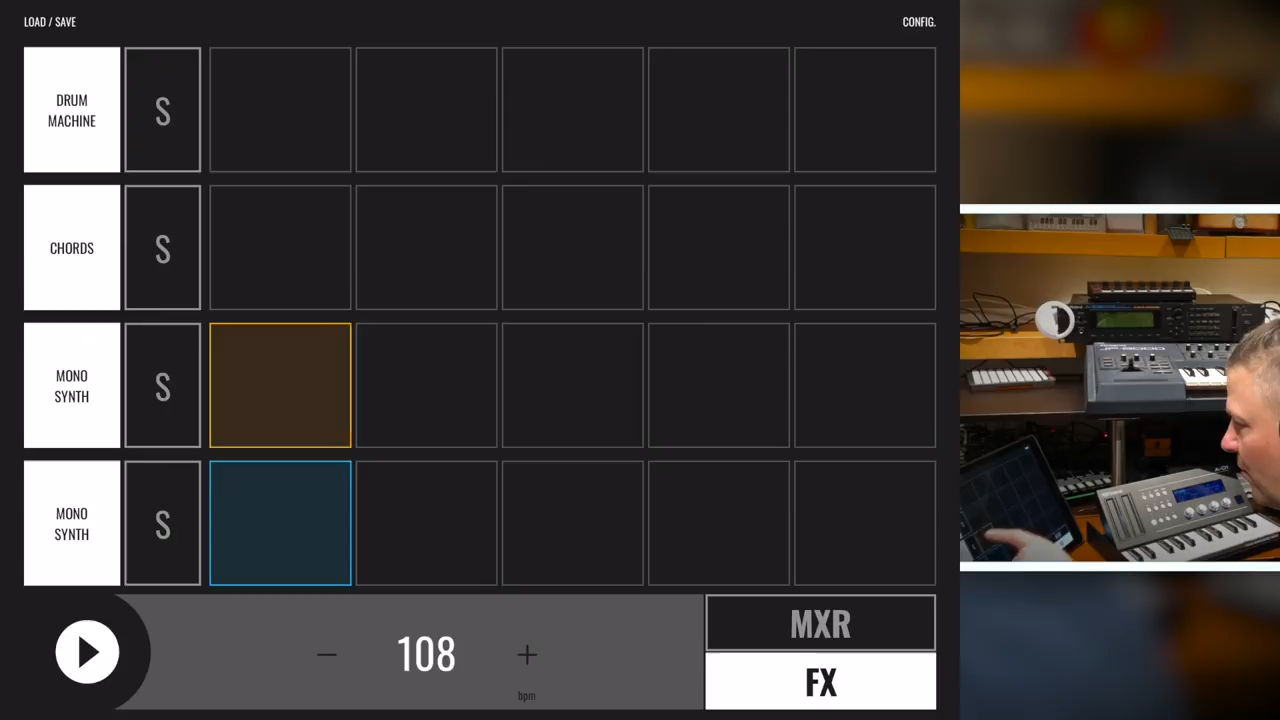 LOAD / SAVE
CONFIG.
DRUM
MACHINE
S
CHORDS
S
MONO
SYNTH
S
MONO
SYNTH
S
108
bpm
MXR
FX